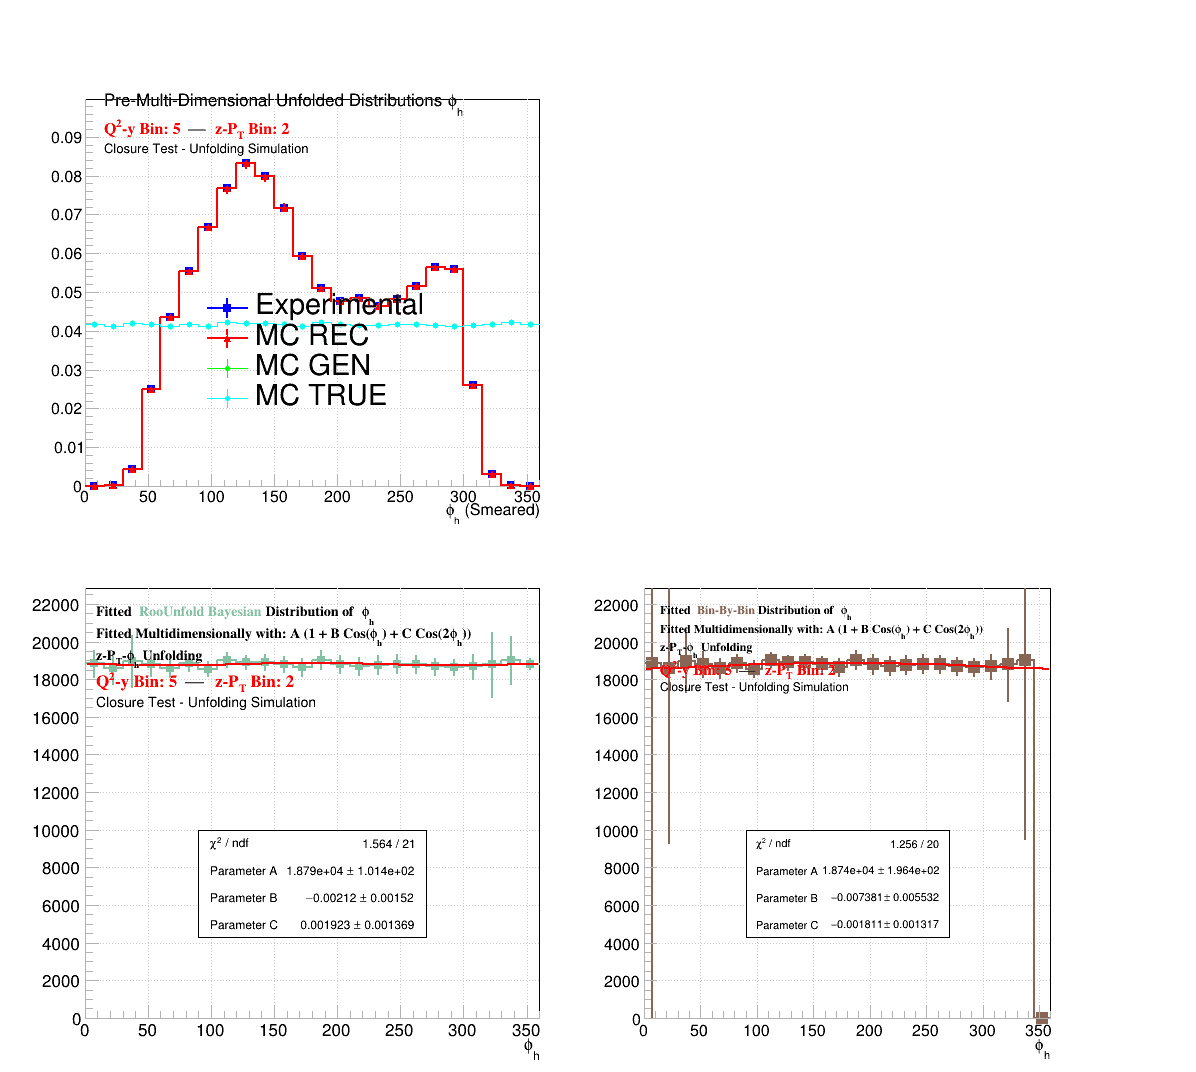 Pre-Multi-Dimensional Unfolded Distributions ϕh
Q2-y Bin: 5 — z-PT Bin: 2
Closure Test - Unfolding Simulation
0.09
0.08
0.07
0.06
0.05
0.04
0.03
0.02
0.01
0
Experimental
MC REC
MC GEN
MC TRUE
0 50 100 150 200 250 300 350
ϕh (Smeared)
Fitted RooUnfold Bayesian Distribution of ϕh
Fitted Multidimensionally with: A (1 + B Cos(ϕh) + C Cos(2ϕh))
z-PT-ϕh Unfolding
Q2-y Bin: 5 — z-PT Bin: 2
Closure Test - Unfolding Simulation
22000
20000
18000
16000
14000
12000
10000
8000
6000
4000
2000
0
χ2 / ndf 1.564 / 21
Parameter A 1.879e+04 ± 1.014e+02
Parameter B −0.00212 ± 0.00152
Parameter C 0.001923 ± 0.001369
0 50 100 150 200 250 300 350
ϕh
Fitted Bin-By-Bin Distribution of ϕh
Fitted Multidimensionally with: A (1 + B Cos(ϕh) + C Cos(2ϕh))
z-PT-ϕh Unfolding
Q2-y Bin: 5 — z-PT Bin: 2
Closure Test - Unfolding Simulation
22000
20000
18000
16000
14000
12000
10000
8000
6000
4000
2000
0
χ2 / ndf 1.256 / 20
Parameter A 1.874e+04 ± 1.964e+02
Parameter B −0.007381 ± 0.005532
Parameter C −0.001811 ± 0.001317
0 50 100 150 200 250 300 350
ϕh